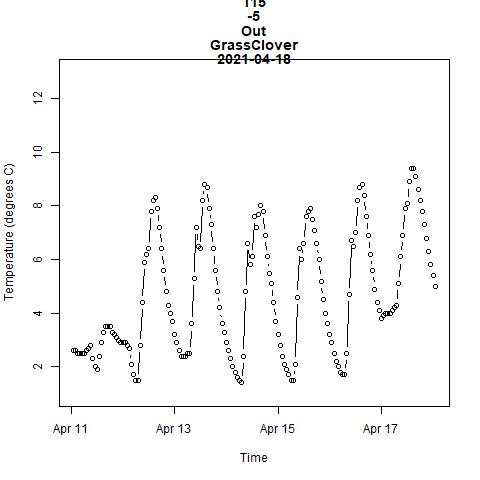 T15
-5
Out
GrassClover
2021-04-18
Temperature (degrees C)
12
10
8
6
4
2
Apr 11
Apr 13
Apr 15
Apr 17
Time